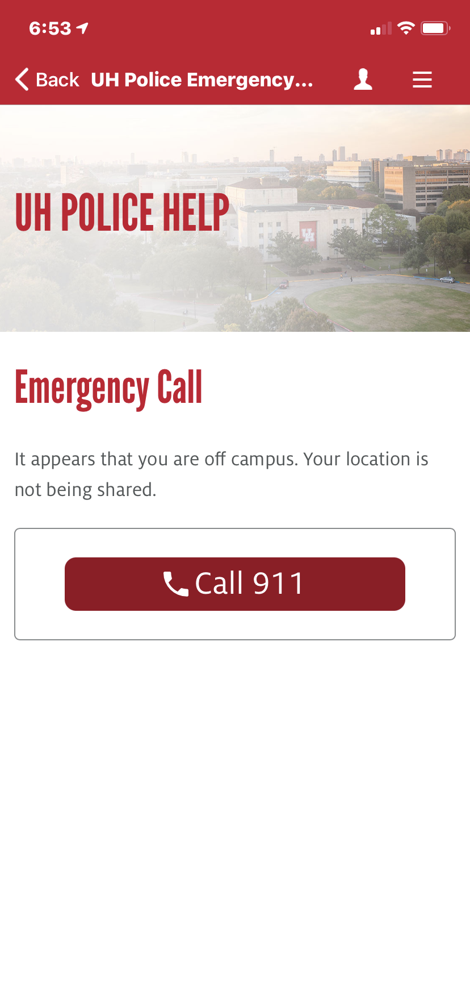 6:53
Back UH Police Emergency...
UH POLICE HELP
UH
Emergency Call
It appears that you are off campus. Your location is
not being shared.
Call 911